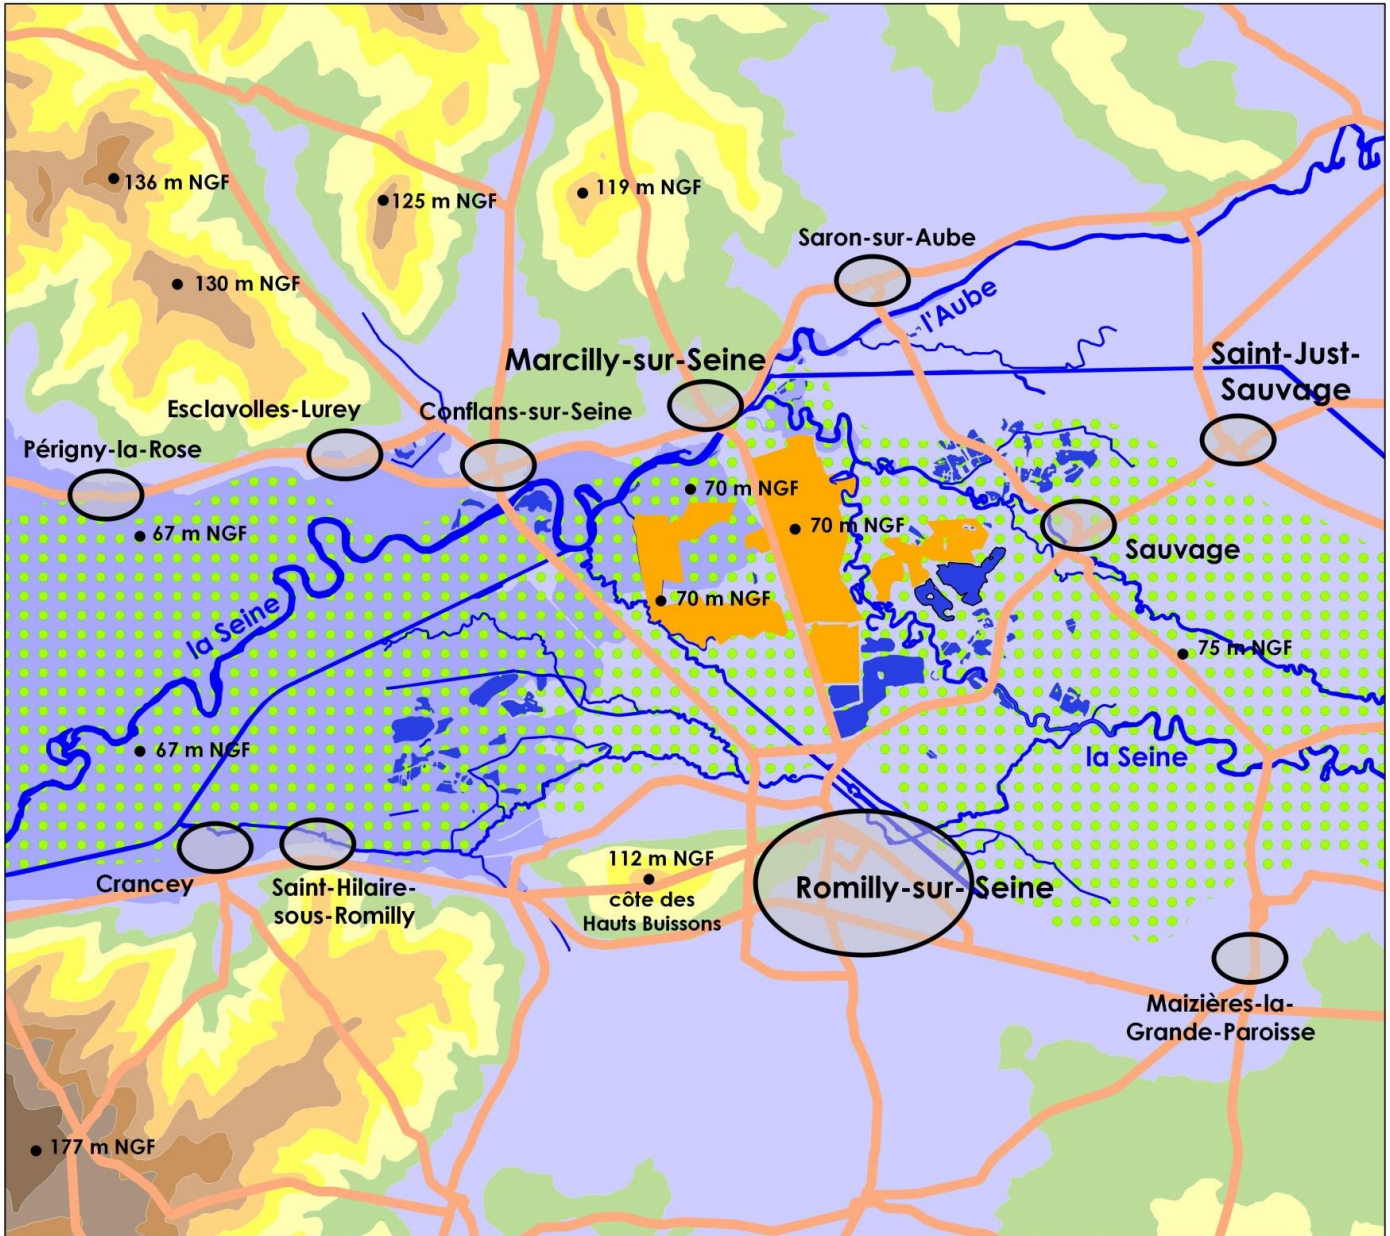 136 m NGF
125 m NGF
119 m NGF
Saron-sur-Aube
130 m NGF
l'Aube
Marcilly-sur-Seine
Saint-Just-
Sauvage
Esclavolles-Lurey
Conflans-sur-Seine
Périgny-la-Rose
70 m NGF
67 m NGF
70 m NGF
Sauvage
70 m NGF
la Seine
75 m NGF
67 m NGF
la Seine
112 m NGF
côte des
Hauts Buissons
Crancey
Saint-Hilaire-
sous-Romilly
Romilly-sur-Seine
Maizières-la-
Grande-Paroisse
177 m NGF